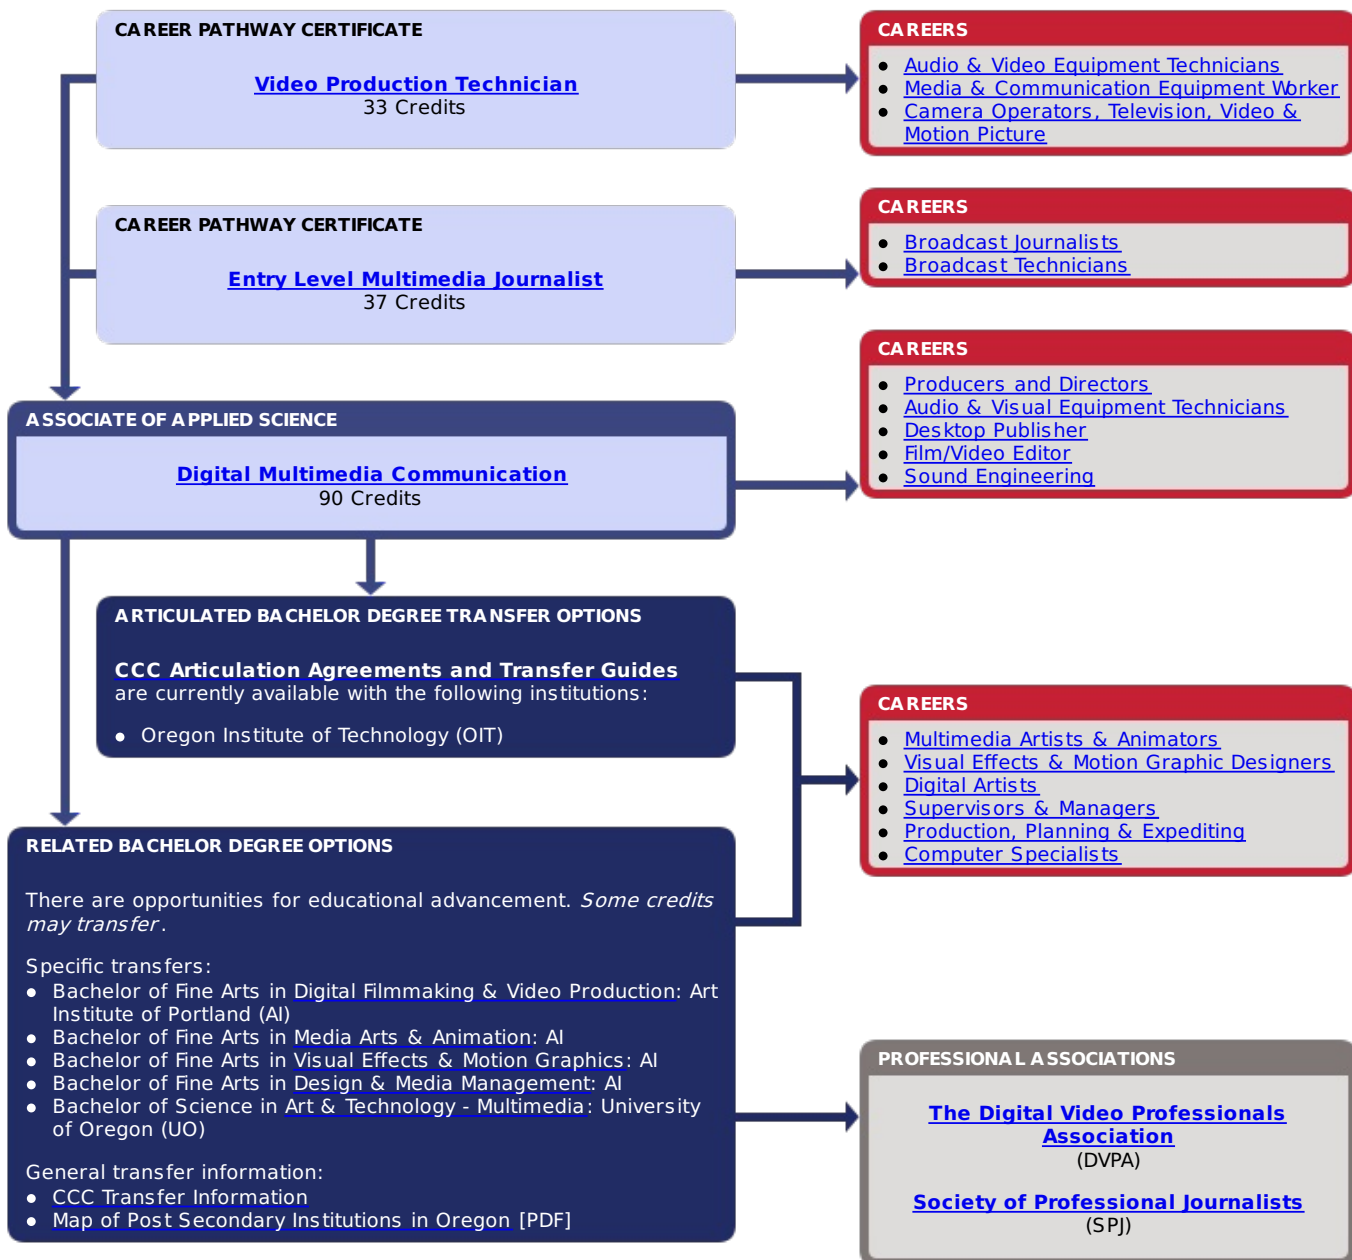 CAREER PATHWAY CERTIFICATE
Video Production Technician
33 Credits
CAREERS
● Audio & Video Equipment Technicians
● Media & Communication Equipment Worker
● Camera Operators, Television, Video &
Motion Picture
CAREER PATHWAY CERTIFICATE
Entry Level Multimedia Journalist
37 Credits
CAREERS
● Broadcast Journalists
● Broadcast Technicians
ASSOCIATE OF APPLIED SCIENCE
Digital Multimedia Communication
90 Credits
CAREERS
● Producers and Directors
● Audio & Visual Equipment Technicians
● Desktop Publisher
● Film/Video Editor
● Sound Engineering
ARTICULATED BACHELOR DEGREE TRANSFER OPTIONS
CCC Articulation Agreements and Transfer Guides
are currently available with the following institutions:
● Oregon Institute of Technology (OIT)
CAREERS
● Multimedia Artists & Animators
● Visual Effects & Motion Graphic Designers
● Digital Artists
● Supervisors & Managers
● Production, Planning & Expediting
● Computer Specialists
RELATED BACHELOR DEGREE OPTIONS
There are opportunities for educational advancement. Some credits
may transfer.
Specific transfers:
● Bachelor of Fine Arts in Digital Filmmaking & Video Production: Art
Institute of Portland (AI)
● Bachelor of Fine Arts in Media Arts & Animation: AI
● Bachelor of Fine Arts in Visual Effects & Motion Graphics: AI
● Bachelor of Fine Arts in Design & Media Management: AI
● Bachelor of Science in Art & Technology - Multimedia: University
of Oregon (UO)
General transfer information:
● CCC Transfer Information
● Map of Post Secondary Institutions in Oregon [PDF]
PROFESSIONAL ASSOCIATIONS
The Digital Video Professionals
Association
(DVPA)
Society of Professional Journalists
(SPJ)